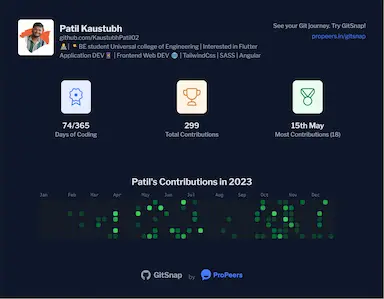 Patil Kaustubh
github.com/KaustubhPatil02
BE student Universal college of Engineering | Interested in Flutter
Application DEV | Frontend Web DEV | TailwindCss | SASS | Angular
See your Git journey, Try GitSnap!
propeers.in/gitsnap
74/365
Days of Coding
299
Total Contributions
15th May
Most Contributions (18)
Patil's Contributions in 2023
Jan Feb Mar Apr May Jun Jul Aug Sep Oct Nov Dec
GitSnap by ProPeers